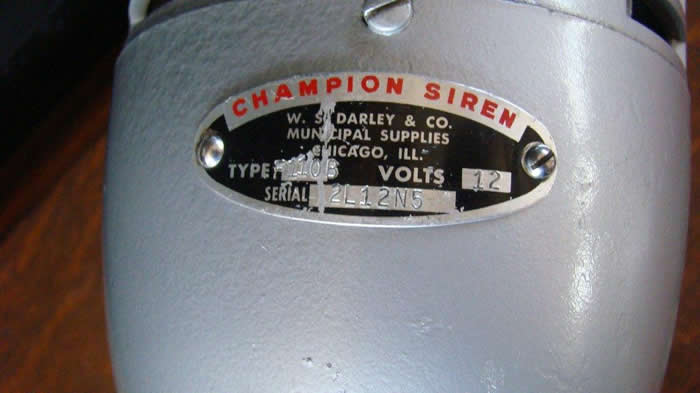 CHAMPION SIREN
W. S. DARLEY & CO.
MUNICIPAL SUPPLIES
CHICAGO, ILL.
TYPE VOLTS 12
SERIAL 2L12N5